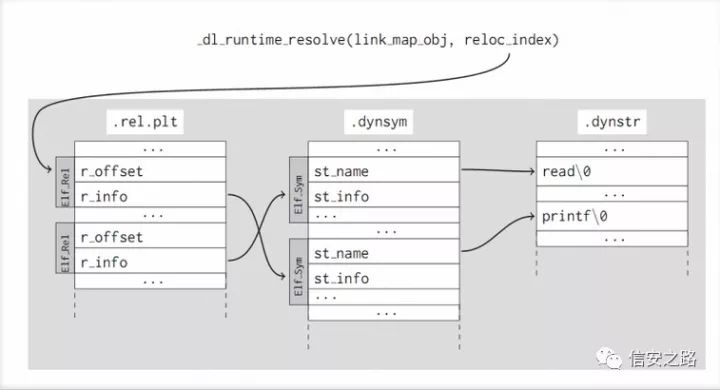 _dl_runtime_resolve(link_map_obj, reloc_index)
.rel.plt
...
Elf_Rel
r_offset
r_info
...
Elf_Rel
r_offset
r_info
...
.dynsym
...
Elf_Sym
st_name
st_info
...
Elf_Sym
st_name
st_info
...
...
.dynstr
...
read\0
...
printf\0
...
信安之路